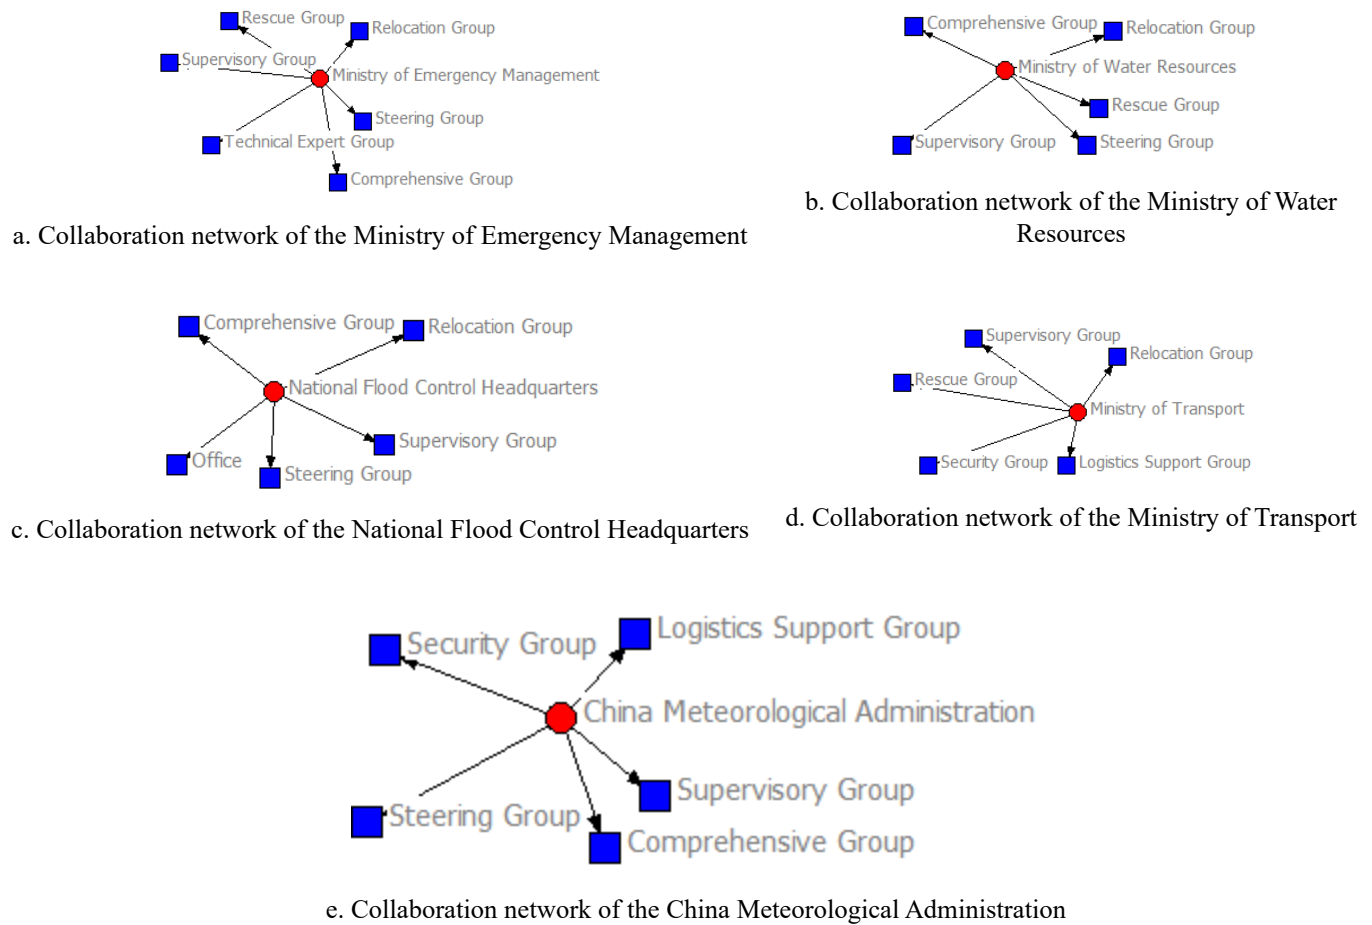 Rescue Group
Relocation Group
Supervisory Group
Ministry of Emergency Management
Steering Group
Technical Expert Group
Comprehensive Group
a. Collaboration network of the Ministry of Emergency Management
Comprehensive Group
Relocation Group
Ministry of Water Resources
Rescue Group
Supervisory Group
Steering Group
b. Collaboration network of the Ministry of Water
Resources
Comprehensive Group
Relocation Group
National Flood Control Headquarters
Supervisory Group
Office
Steering Group
c. Collaboration network of the National Flood Control Headquarters
Supervisory Group
Relocation Group
Rescue Group
Ministry of Transport
Security Group
Logistics Support Group
d. Collaboration network of the Ministry of Transport
Logistics Support Group
Security Group
China Meteorological Administration
Supervisory Group
Steering Group
Comprehensive Group
e. Collaboration network of the China Meteorological Administration